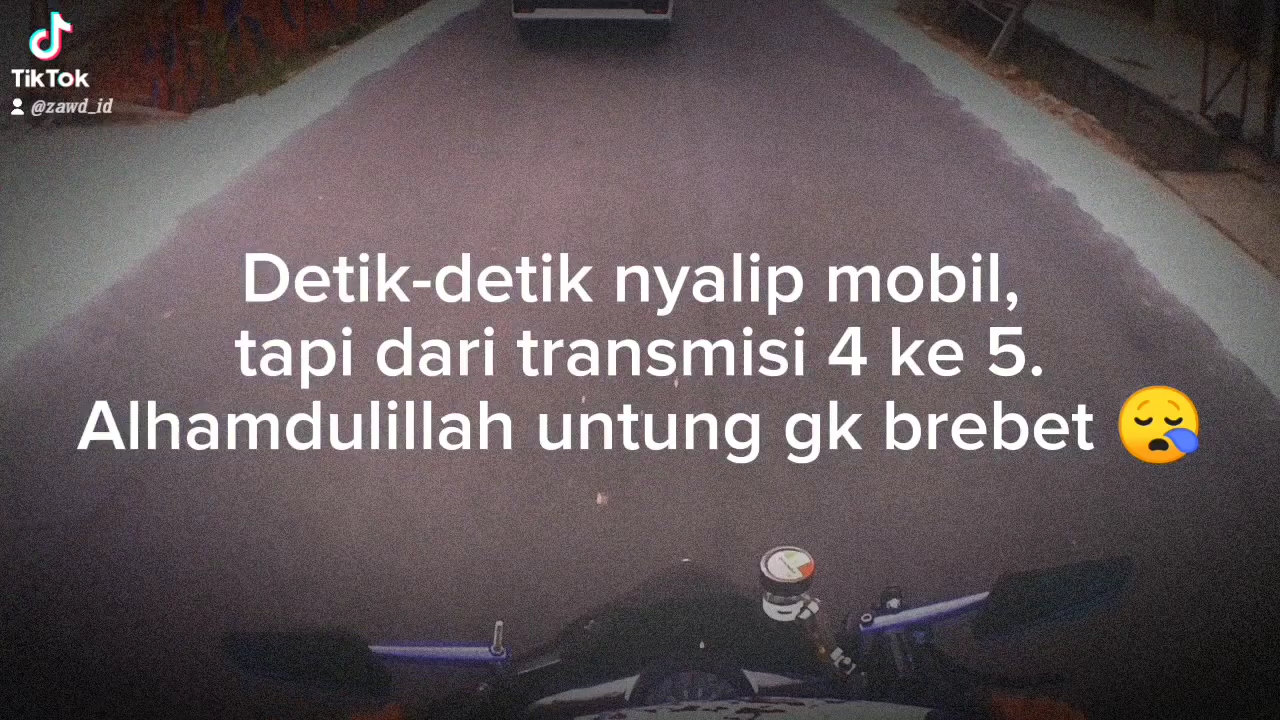 TikTok
@zawd_id
Detik-detik nyalip mobil,
tapi dari transmisi 4 ke 5.
Alhamdulillah untung gk brebet 😪